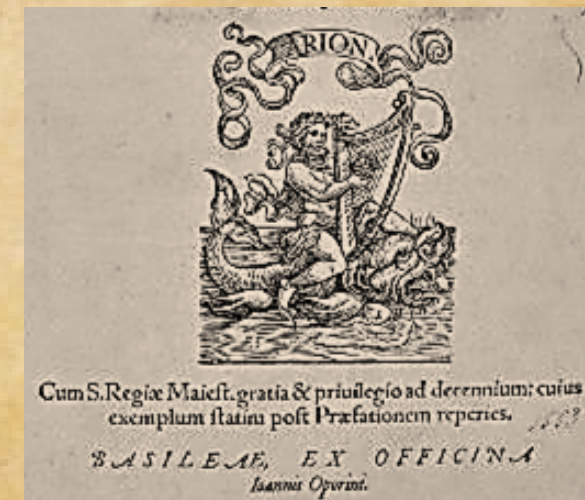 ARION.
Cum S. Regiæ Maiest. gratia & priuilegio ad decennium: cuius
exemplum statim post Præfationem reperies.
BASILEAE, EX OFFICINA
Ioannis Oporini.